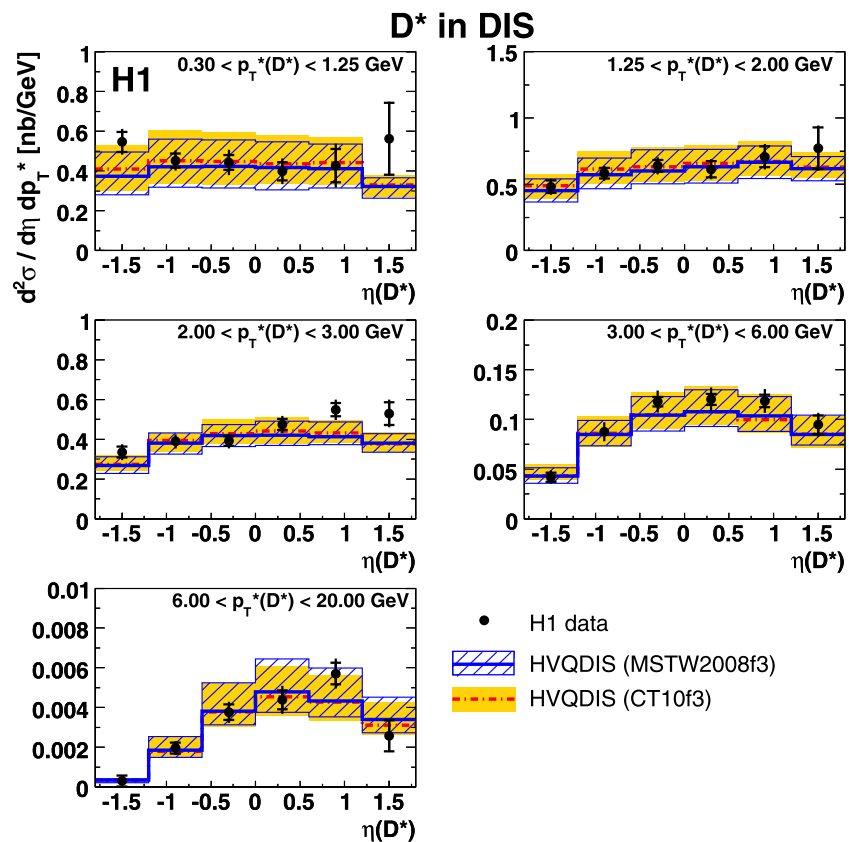 D* in DIS
H1
0.30 < p_T*(D*) < 1.25 GeV
d²σ / dη dp_T* [nb/GeV]
1
0.8
0.6
0.4
0.2
0
-1.5 -1 -0.5 0 0.5 1 1.5
η(D*)
1.25 < p_T*(D*) < 2.00 GeV
1.5
1
0.5
0
-1.5 -1 -0.5 0 0.5 1 1.5
η(D*)
2.00 < p_T*(D*) < 3.00 GeV
1
0.8
0.6
0.4
0.2
0
-1.5 -1 -0.5 0 0.5 1 1.5
η(D*)
3.00 < p_T*(D*) < 6.00 GeV
0.2
0.15
0.1
0.05
0
-1.5 -1 -0.5 0 0.5 1 1.5
η(D*)
6.00 < p_T*(D*) < 20.00 GeV
0.01
0.008
0.006
0.004
0.002
0
-1.5 -1 -0.5 0 0.5 1 1.5
η(D*)
H1 data
HVQDIS (MSTW2008f3)
HVQDIS (CT10f3)